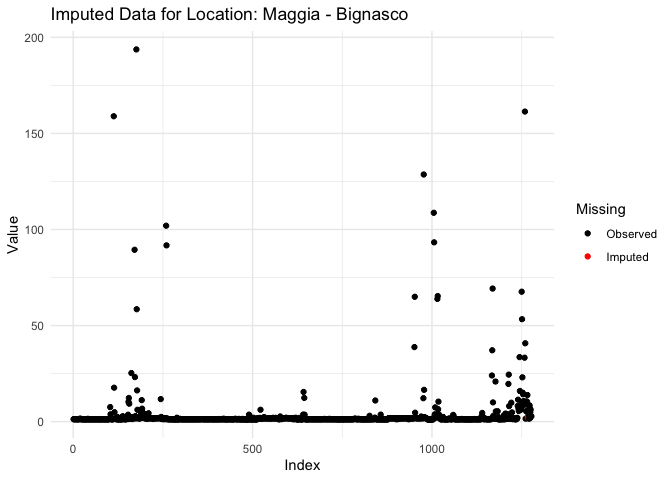 Imputed Data for Location: Maggia - Bignasco
200
150
100
50
0
Value
0
500
1000
Index
Missing
Observed
Imputed